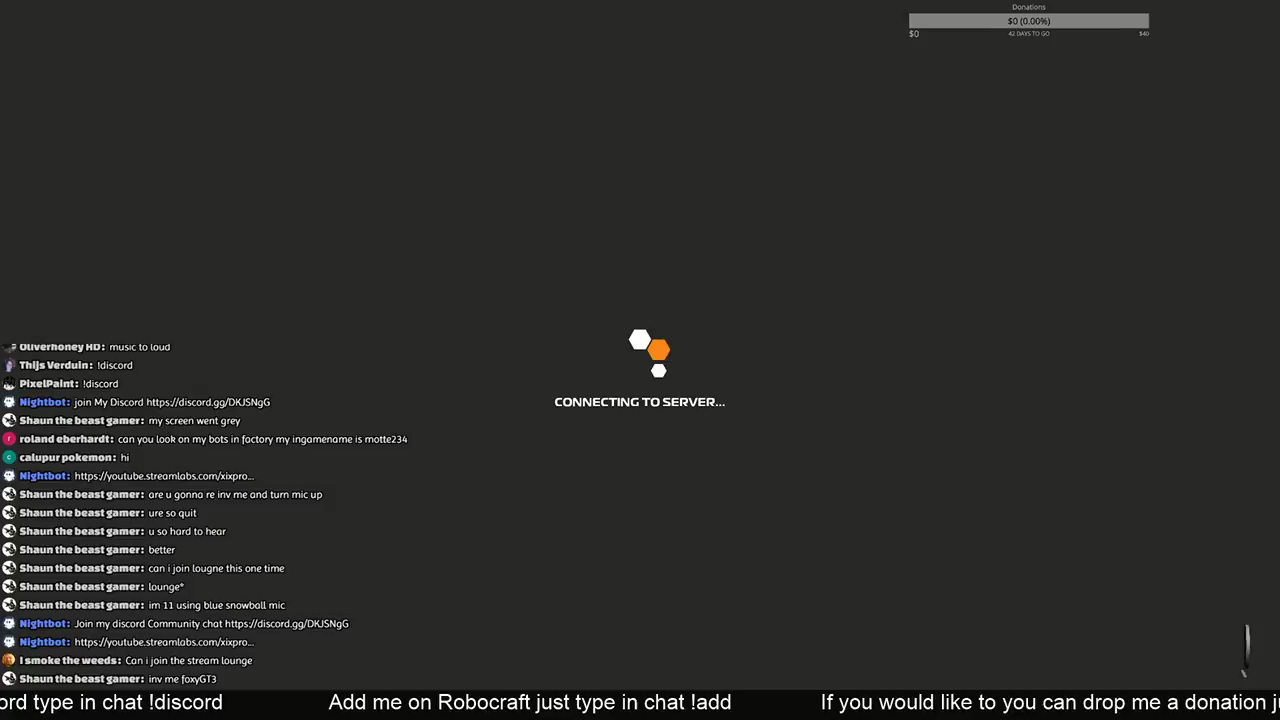 Donations
$0 (0.00%)
$0 42 DAYS TO GO $40
Oliverhoney HD: music to loud
Thijs Verduin: !discord
PixelPaint: !discord
Nightbot: join My Discord https://discord.gg/DKJSNgG
CONNECTING TO SERVER...
Shaun the beast gamer: my screen went grey
roland eberhardt: can you look on my bots in factory my ingamename is motte234
calupur pokemon: hi
Nightbot: https://youtube.streamlabs.com/xixpro...
Shaun the beast gamer: are u gonna re inv me and turn mic up
Shaun the beast gamer: ure so quit
Shaun the beast gamer: u so hard to hear
Shaun the beast gamer: better
Shaun the beast gamer: can i join lougne this one time
Shaun the beast gamer: lounge*
Shaun the beast gamer: im 11 using blue snowball mic
Nightbot: Join my discord Community chat https://discord.gg/DKJSNgG
Nightbot: https://youtube.streamlabs.com/xixpro...
I smoke the weeds: Can i join the stream lounge
Shaun the beast gamer: inv me foxyGT3
ord type in chat !discord Add me on Robocraft just type in chat !add If you would like to you can drop me a donation j